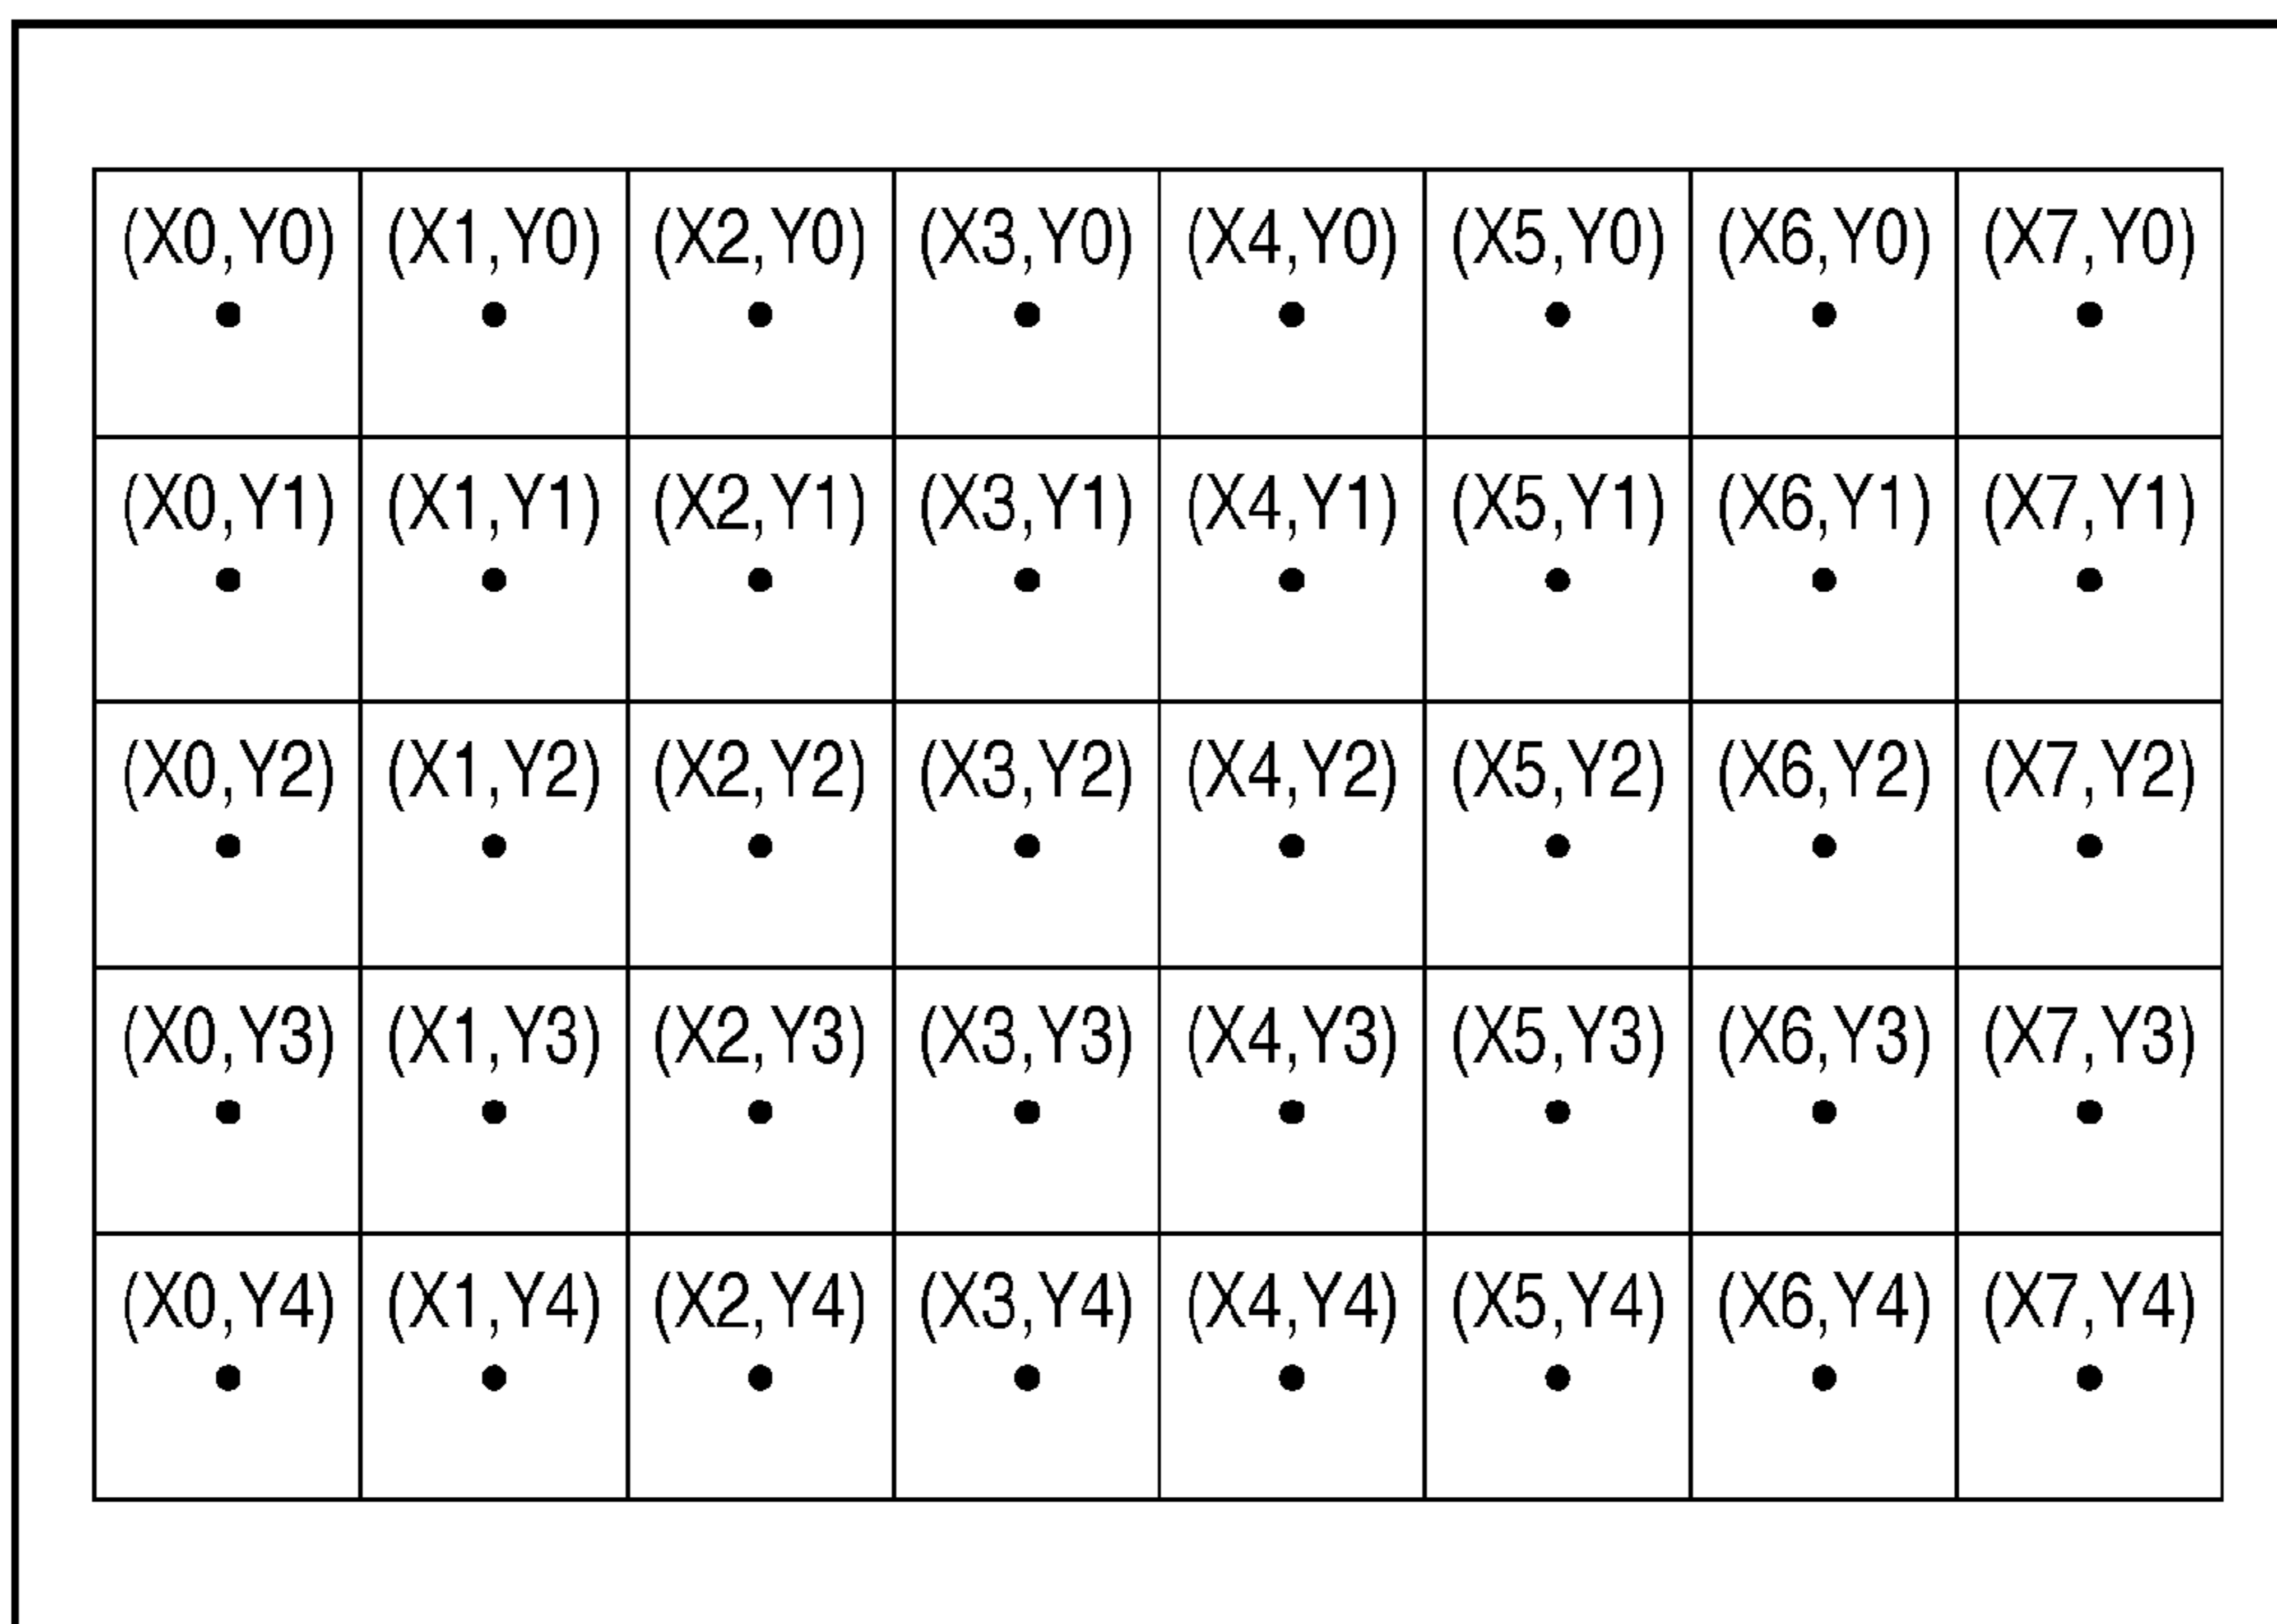 (X0,Y0) (X1,Y0) (X2,Y0) (X3,Y0) (X4,Y0) (X5,Y0) (X6,Y0) (X7,Y0)
(X0,Y1) (X1,Y1) (X2,Y1) (X3,Y1) (X4,Y1) (X5,Y1) (X6,Y1) (X7,Y1)
(X0,Y2) (X1,Y2) (X2,Y2) (X3,Y2) (X4,Y2) (X5,Y2) (X6,Y2) (X7,Y2)
(X0,Y3) (X1,Y3) (X2,Y3) (X3,Y3) (X4,Y3) (X5,Y3) (X6,Y3) (X7,Y3)
(X0,Y4) (X1,Y4) (X2,Y4) (X3,Y4) (X4,Y4) (X5,Y4) (X6,Y4) (X7,Y4)